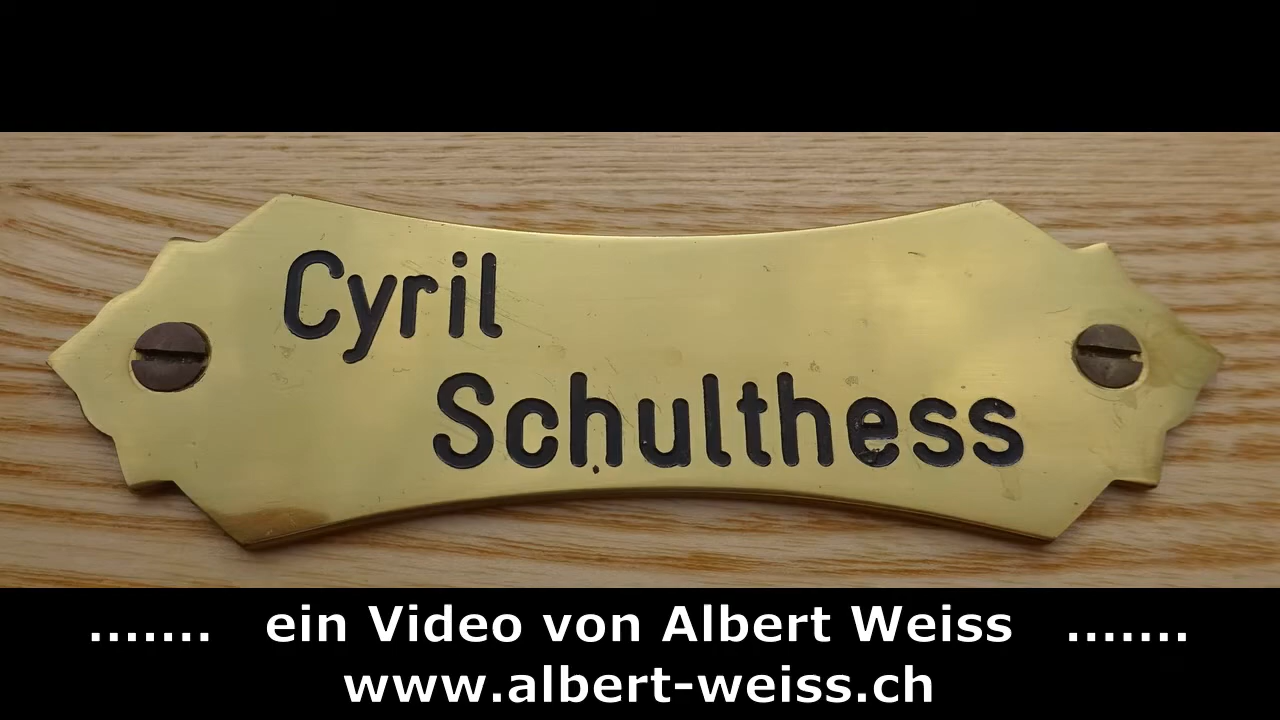 Cyril
Schulthess
....... ein Video von Albert Weiss .......
www.albert-weiss.ch